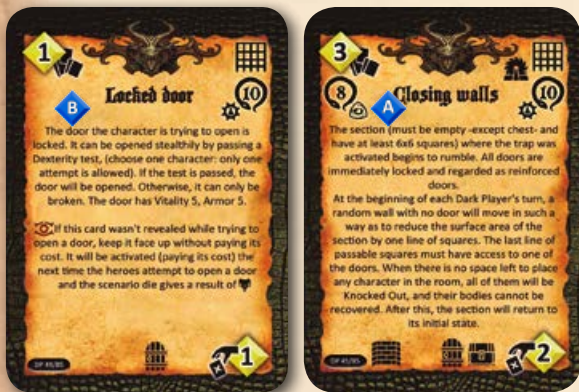 1
10
Locked door
B
The door the character is trying to open is
locked. It can be opened stealthily by passing a
Dexterity test, (choose one character: only one
attempt is allowed). If the test is passed, the
door will be opened. Otherwise, it can only be
broken. The door has Vitality 5, Armor 5.
If this card wasn't revealed while trying to
open a door, keep it face up without paying its
cost. It will be activated (paying its cost) the
next time the heroes attempt to open a door
and the scenario die gives a result of
1
3
8
10
A
Closing walls
The section (must be empty -except chest- and
have at least 6x6 squares) where the trap was
activated begins to rumble. All doors are
immediately locked and regarded as reinforced
doors.
At the beginning of each Dark Player's turn, a
random wall with no door will move in such a
way as to reduce the surface area of the
section by one line of squares. The last line of
passable squares must have access to one of
the doors. When there is no space left to place
any character in the room, all of them will be
Knocked Out, and their bodies cannot be
recovered. After this, the section will return to
its initial state.
2